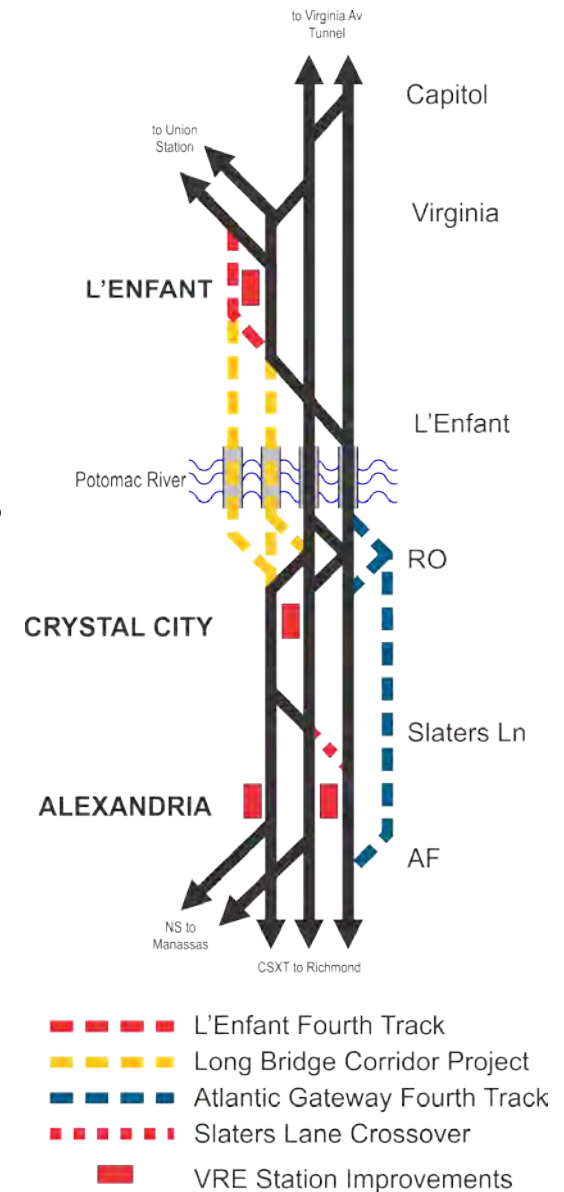 to Virginia Av
Tunnel
Capitol
to Union
Station
Virginia
L'ENFANT
L'Enfant
Potomac River
RO
CRYSTAL CITY
Slaters Ln
ALEXANDRIA
AF
NS to
Manassas
CSXT to Richmond
L'Enfant Fourth Track
Long Bridge Corridor Project
Atlantic Gateway Fourth Track
Slaters Lane Crossover
VRE Station Improvements